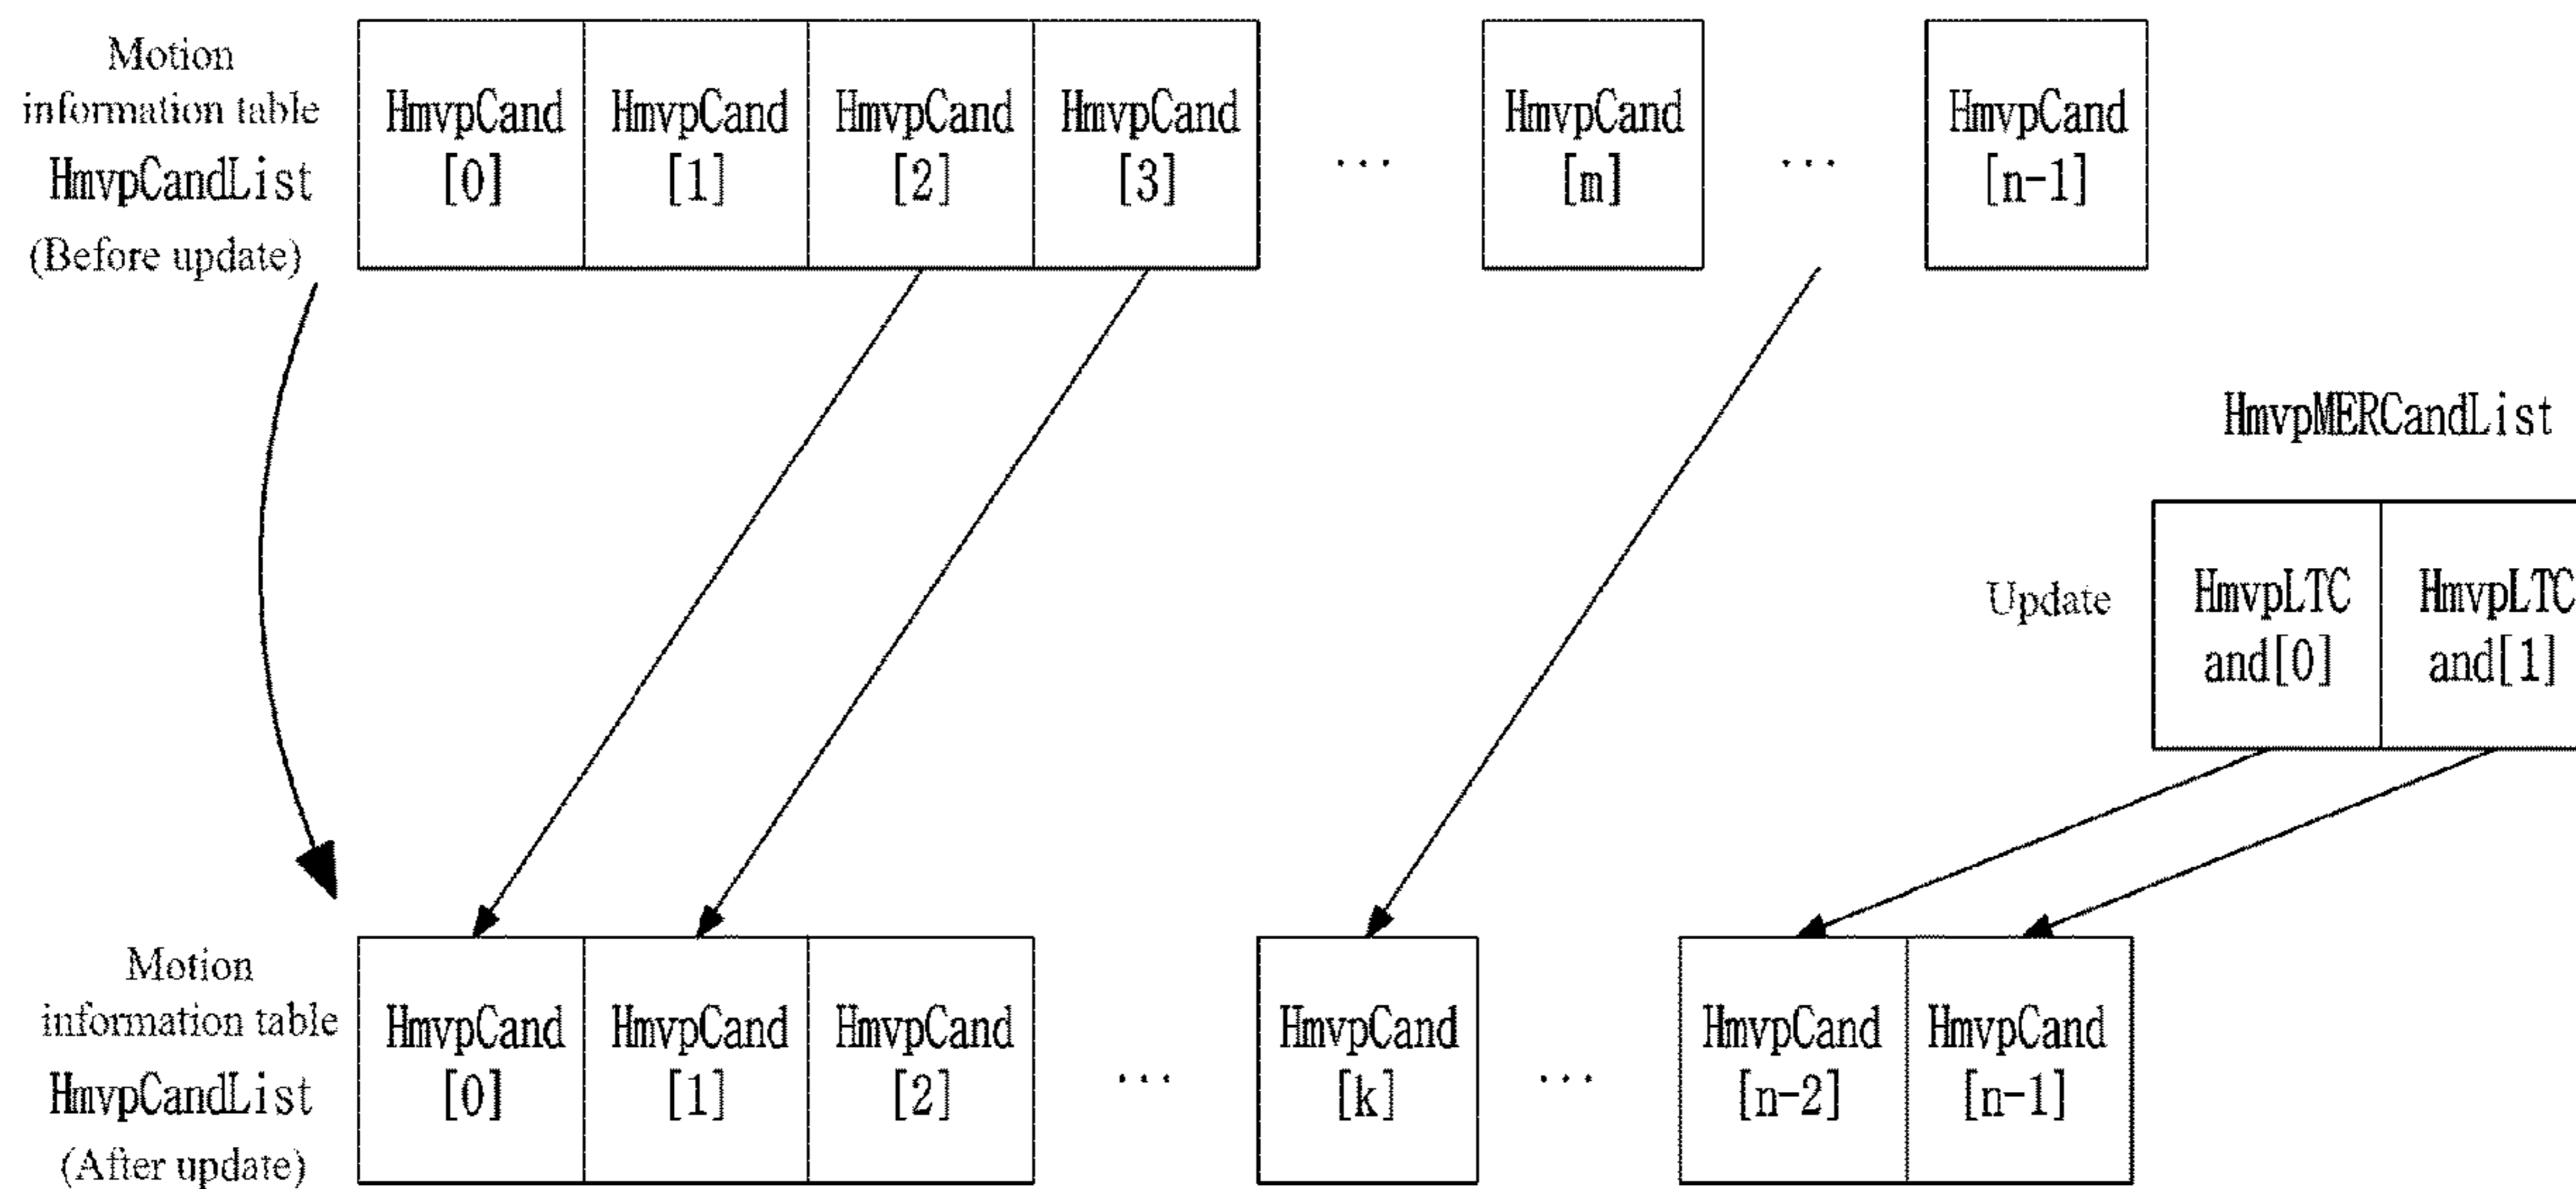 Motion
information table
HmvpCandList
(Before update)
HmvpCand
[0]
HmvpCand
[1]
HmvpCand
[2]
HmvpCand
[3]
...
HmvpCand
[m]
...
HmvpCand
[n-1]
HmvpMERCandList
Update
HmvpLTC
and[0]
HmvpLTC
and[1]
Motion
information table
HmvpCandList
(After update)
HmvpCand
[0]
HmvpCand
[1]
HmvpCand
[2]
...
HmvpCand
[k]
...
HmvpCand
[n-2]
HmvpCand
[n-1]